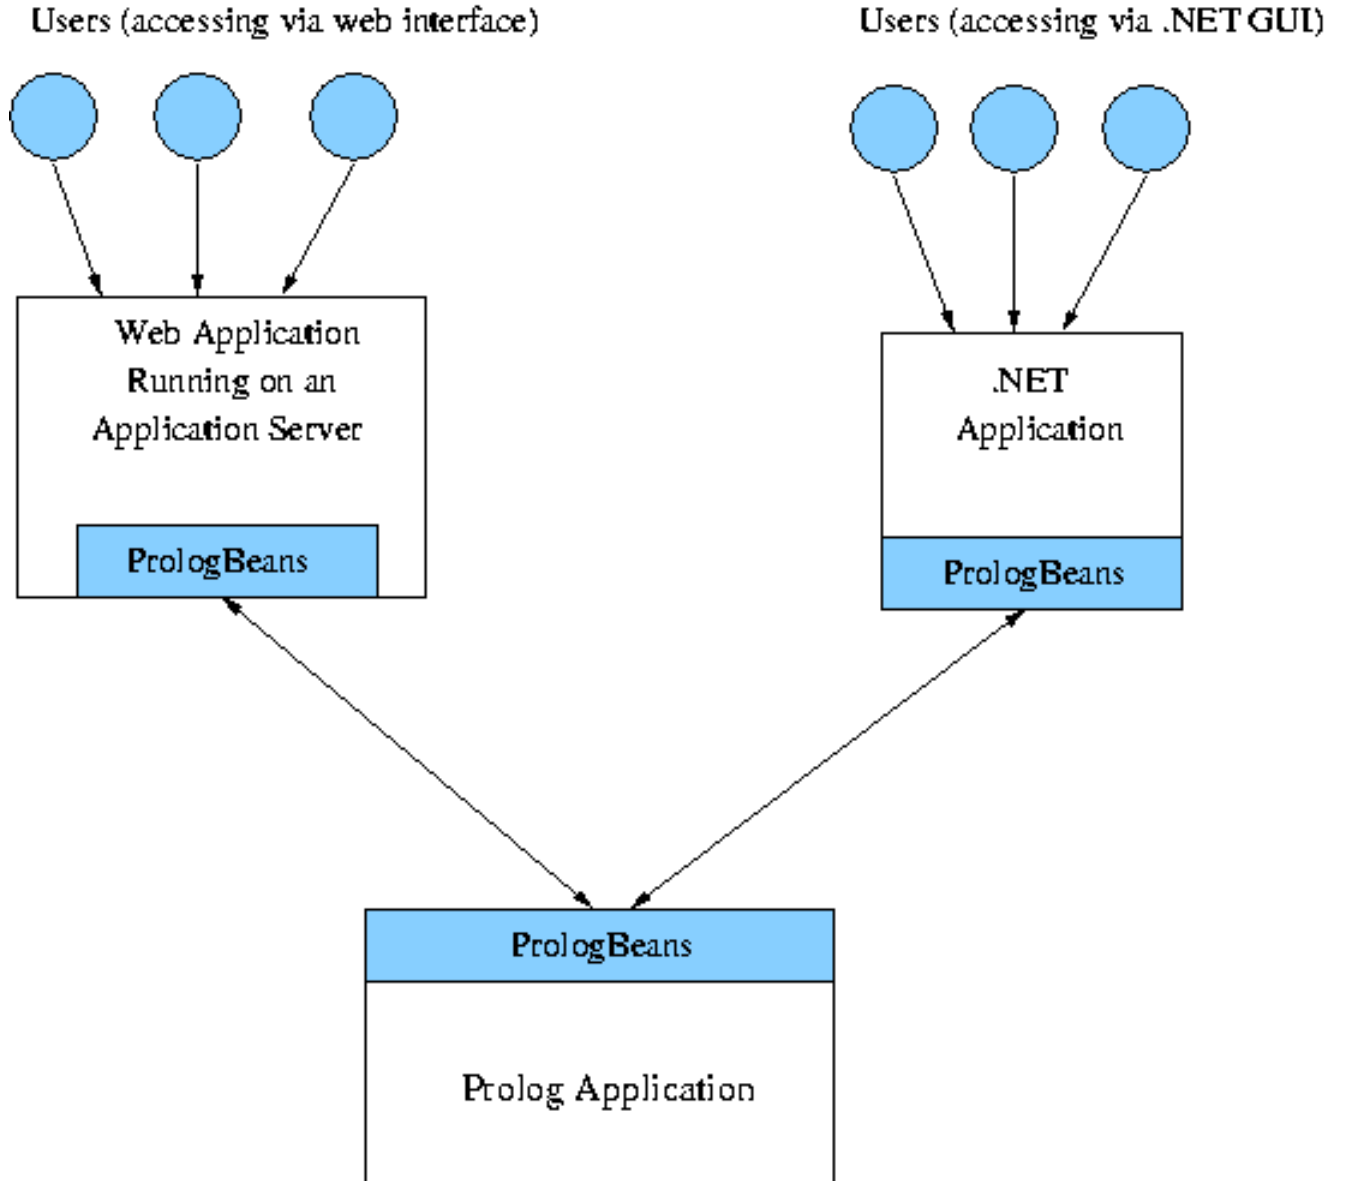 Users (accessing via web interface)
Users (accessing via .NET GUI)
Web Application
Running on an
Application Server
PrologBeans
.NET
Application
PrologBeans
PrologBeans
Prolog Application